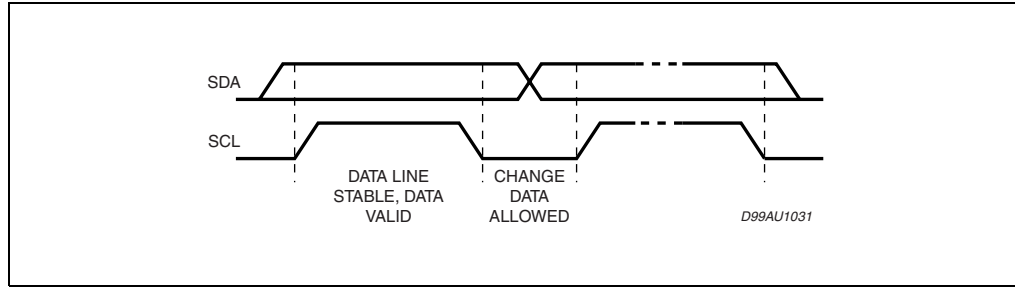 SDA
SCL
DATA LINE
STABLE, DATA
VALID
CHANGE
DATA
ALLOWED
D99AU1031